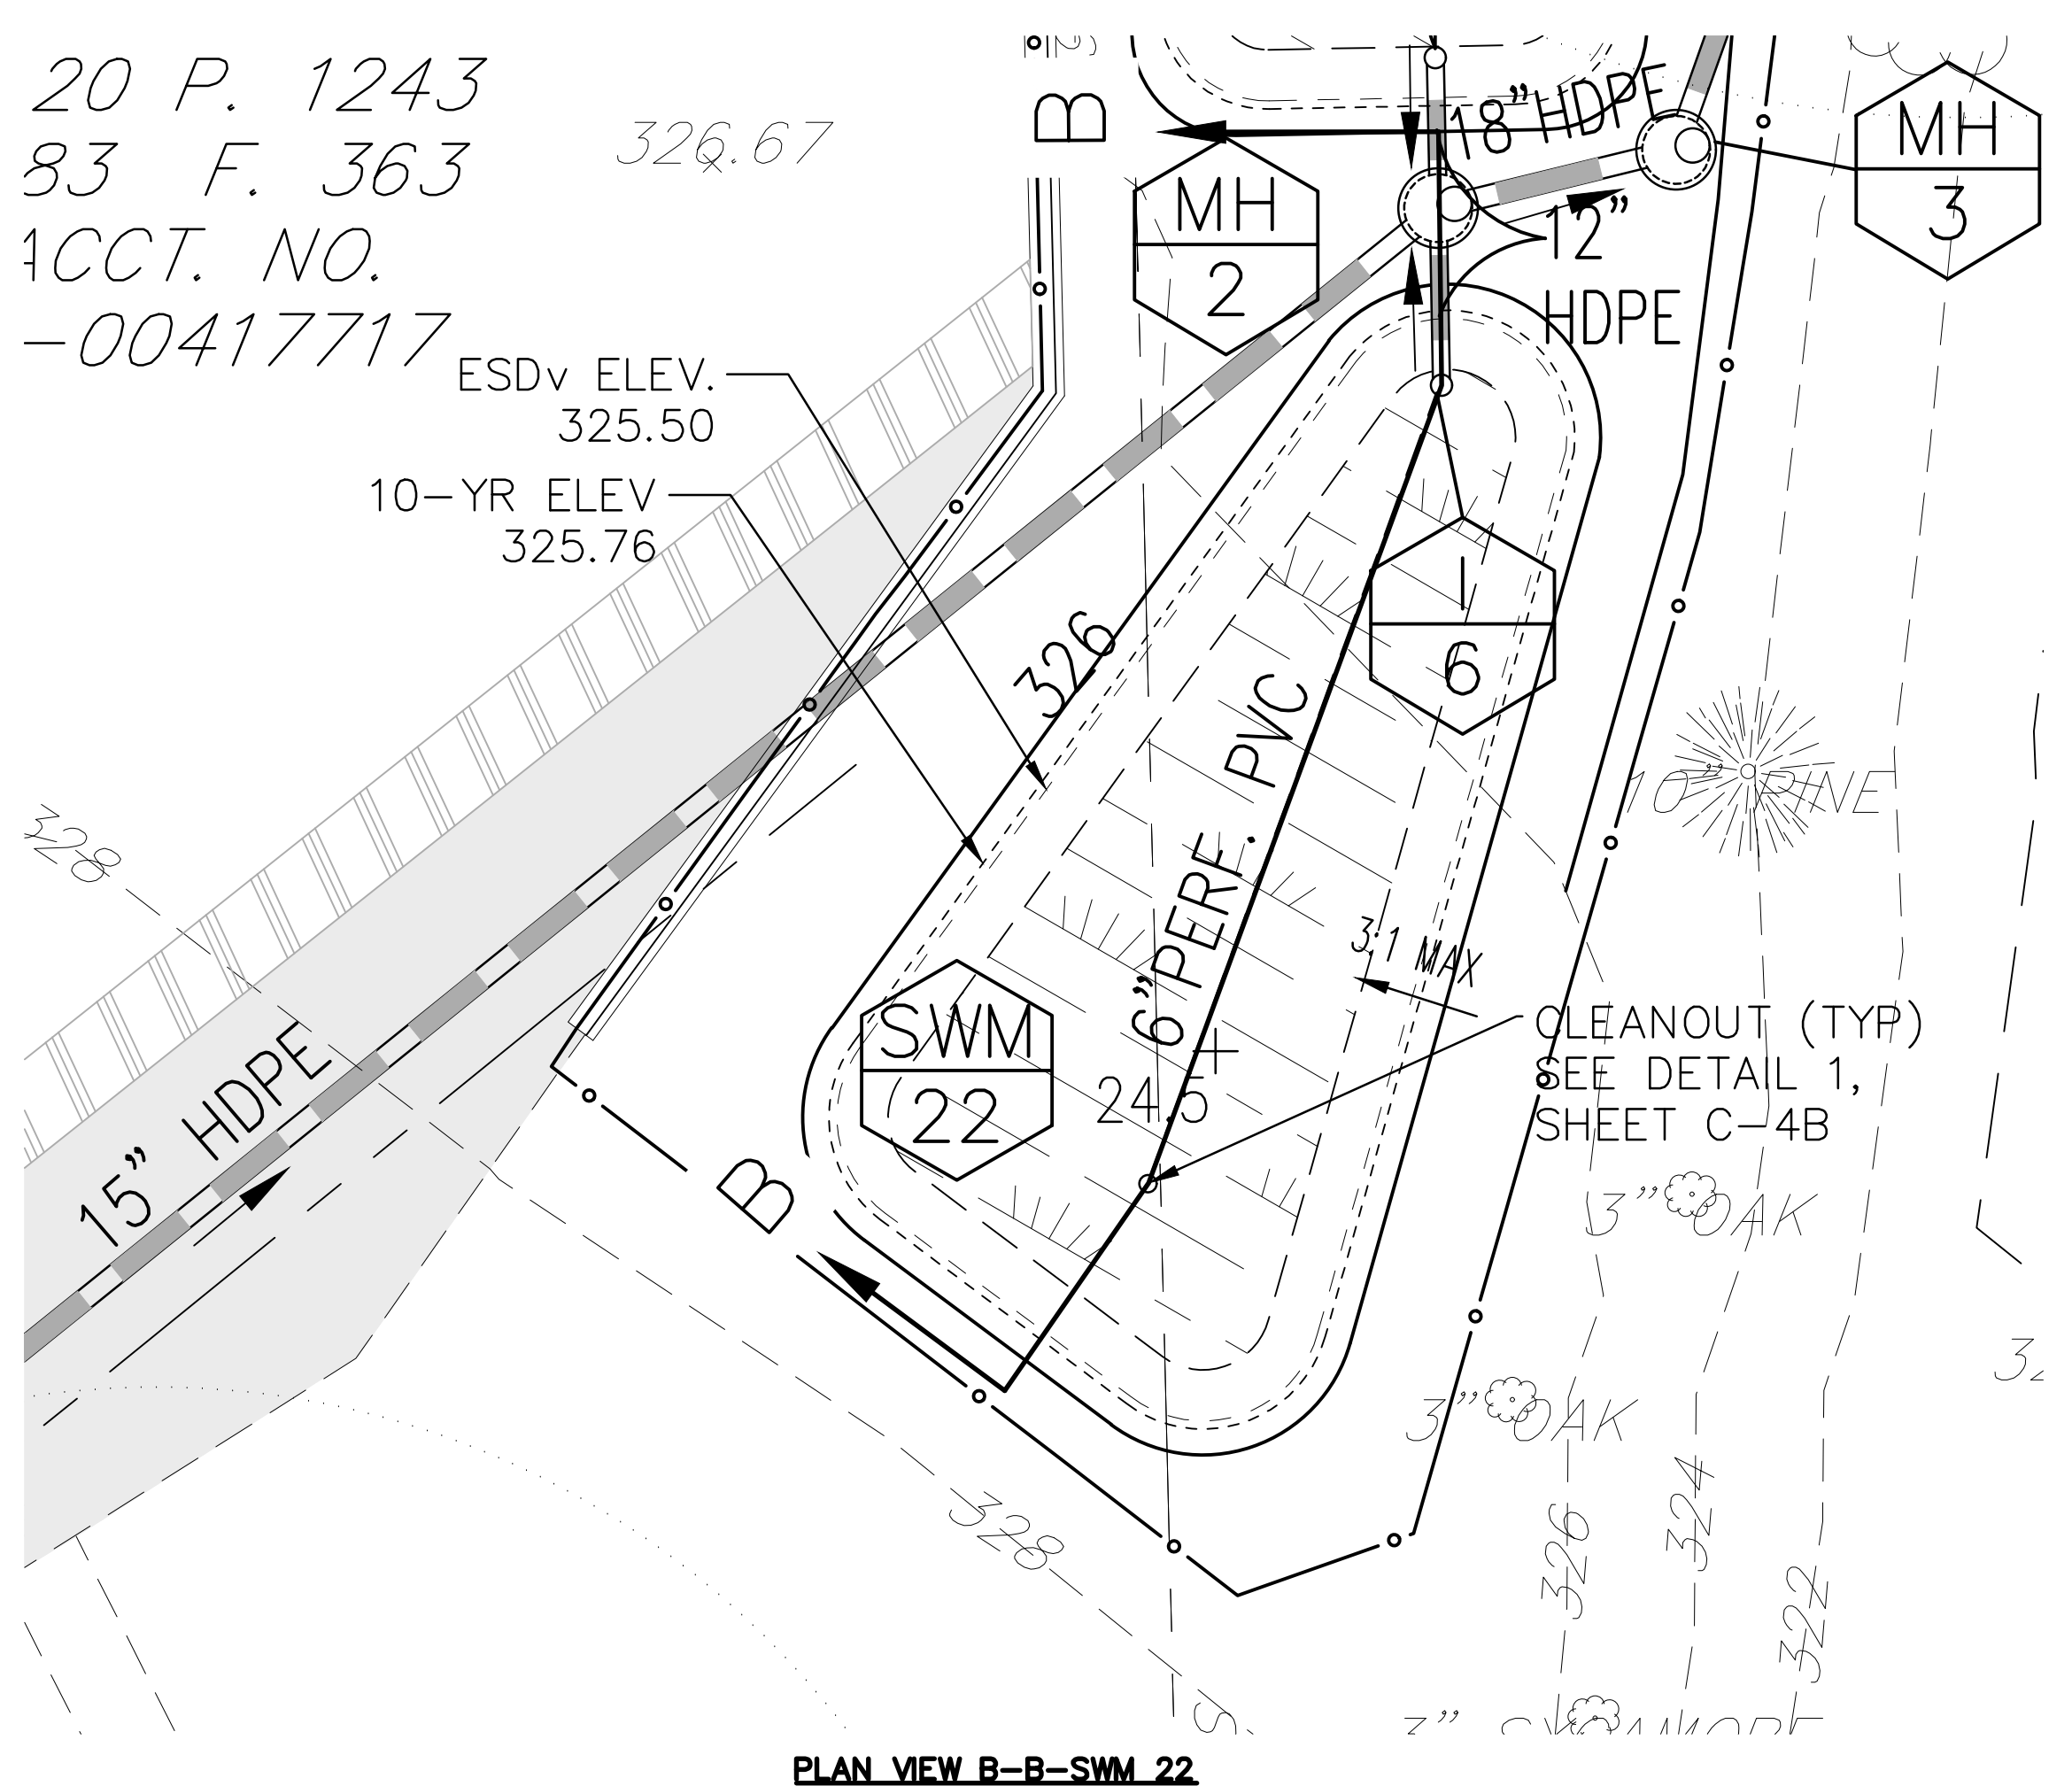 20 P. 1243
83 F. 363
ACCT. NO.
-00417717
326.67
B
18" HDPE
MH
2
MH
3
12"
HDPE
ESDv ELEV.
325.50
10-YR ELEV
325.76
326
I
6
6" PERF. PVC
10" PINE
328
3:1 MAX
SWM
22
24.5
CLEANOUT (TYP)
SEE DETAIL 1,
SHEET C-4B
15" HDPE
B
3" OAK
3" OAK
328
326
324
322
PLAN VIEW B-B-SWM 22